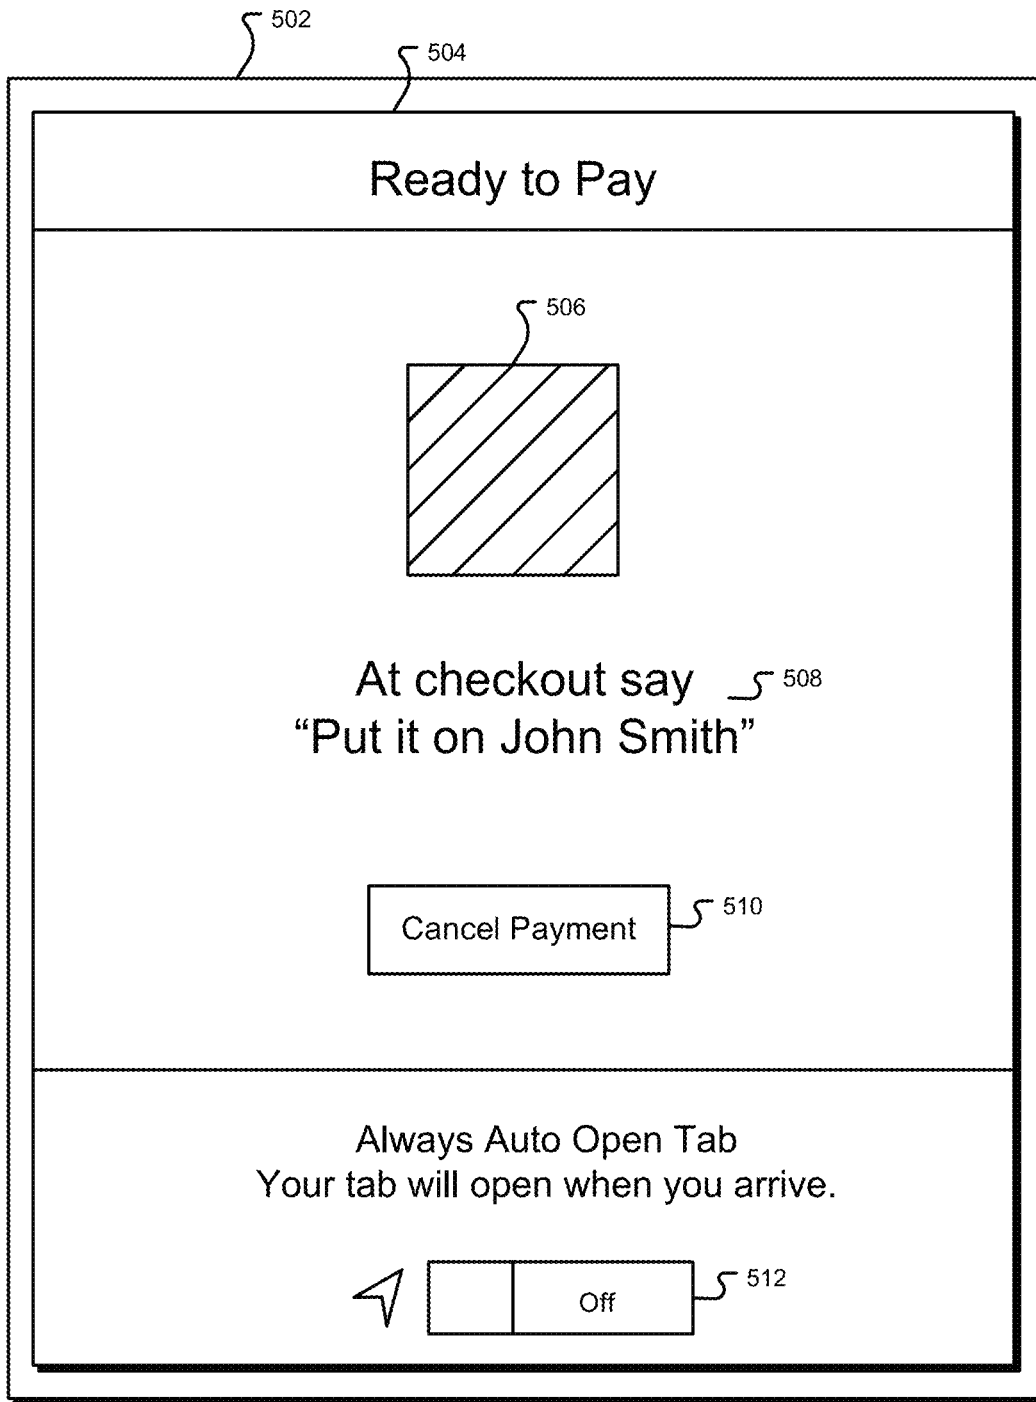 502
504
Ready to Pay
506
At checkout say
508
“Put it on John Smith”
Cancel Payment
510
Always Auto Open Tab
Your tab will open when you arrive.
Off
512